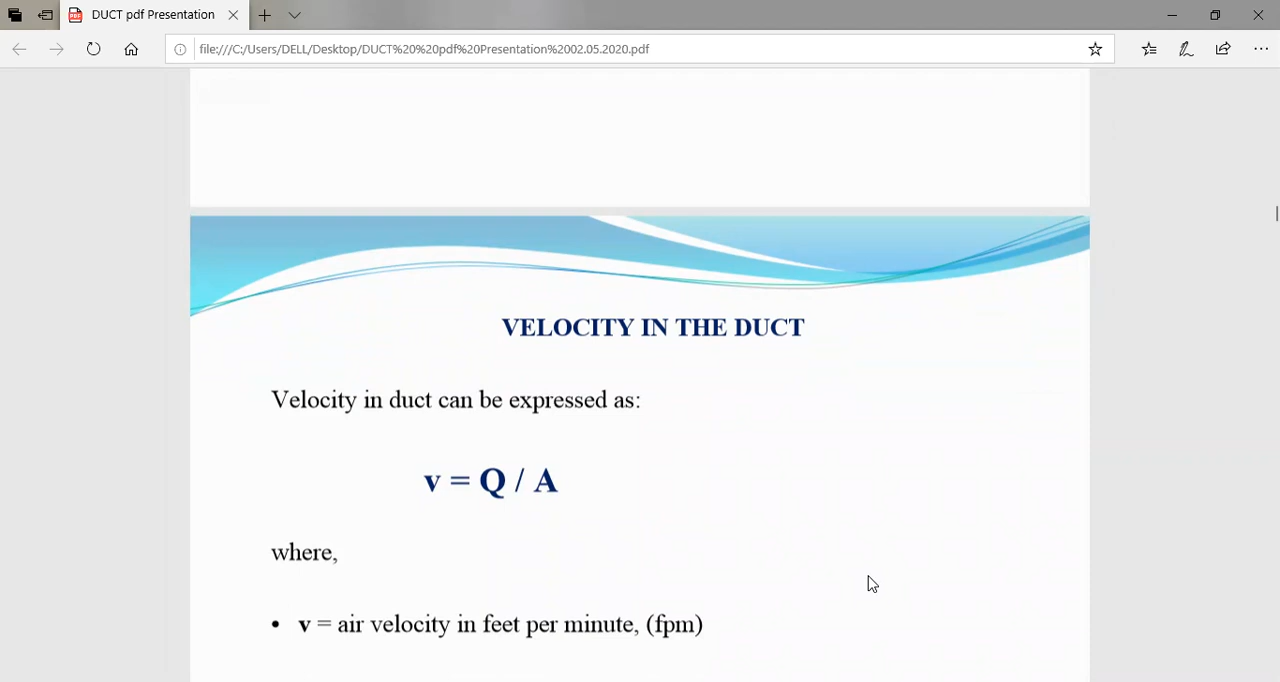 DUCT pdf Presentation
file:///C:/Users/DELL/Desktop/DUCT%20%20pdf%20Presentation%2002.05.2020.pdf
VELOCITY IN THE DUCT
Velocity in duct can be expressed as:
v = Q / A
where,
• v = air velocity in feet per minute, (fpm)